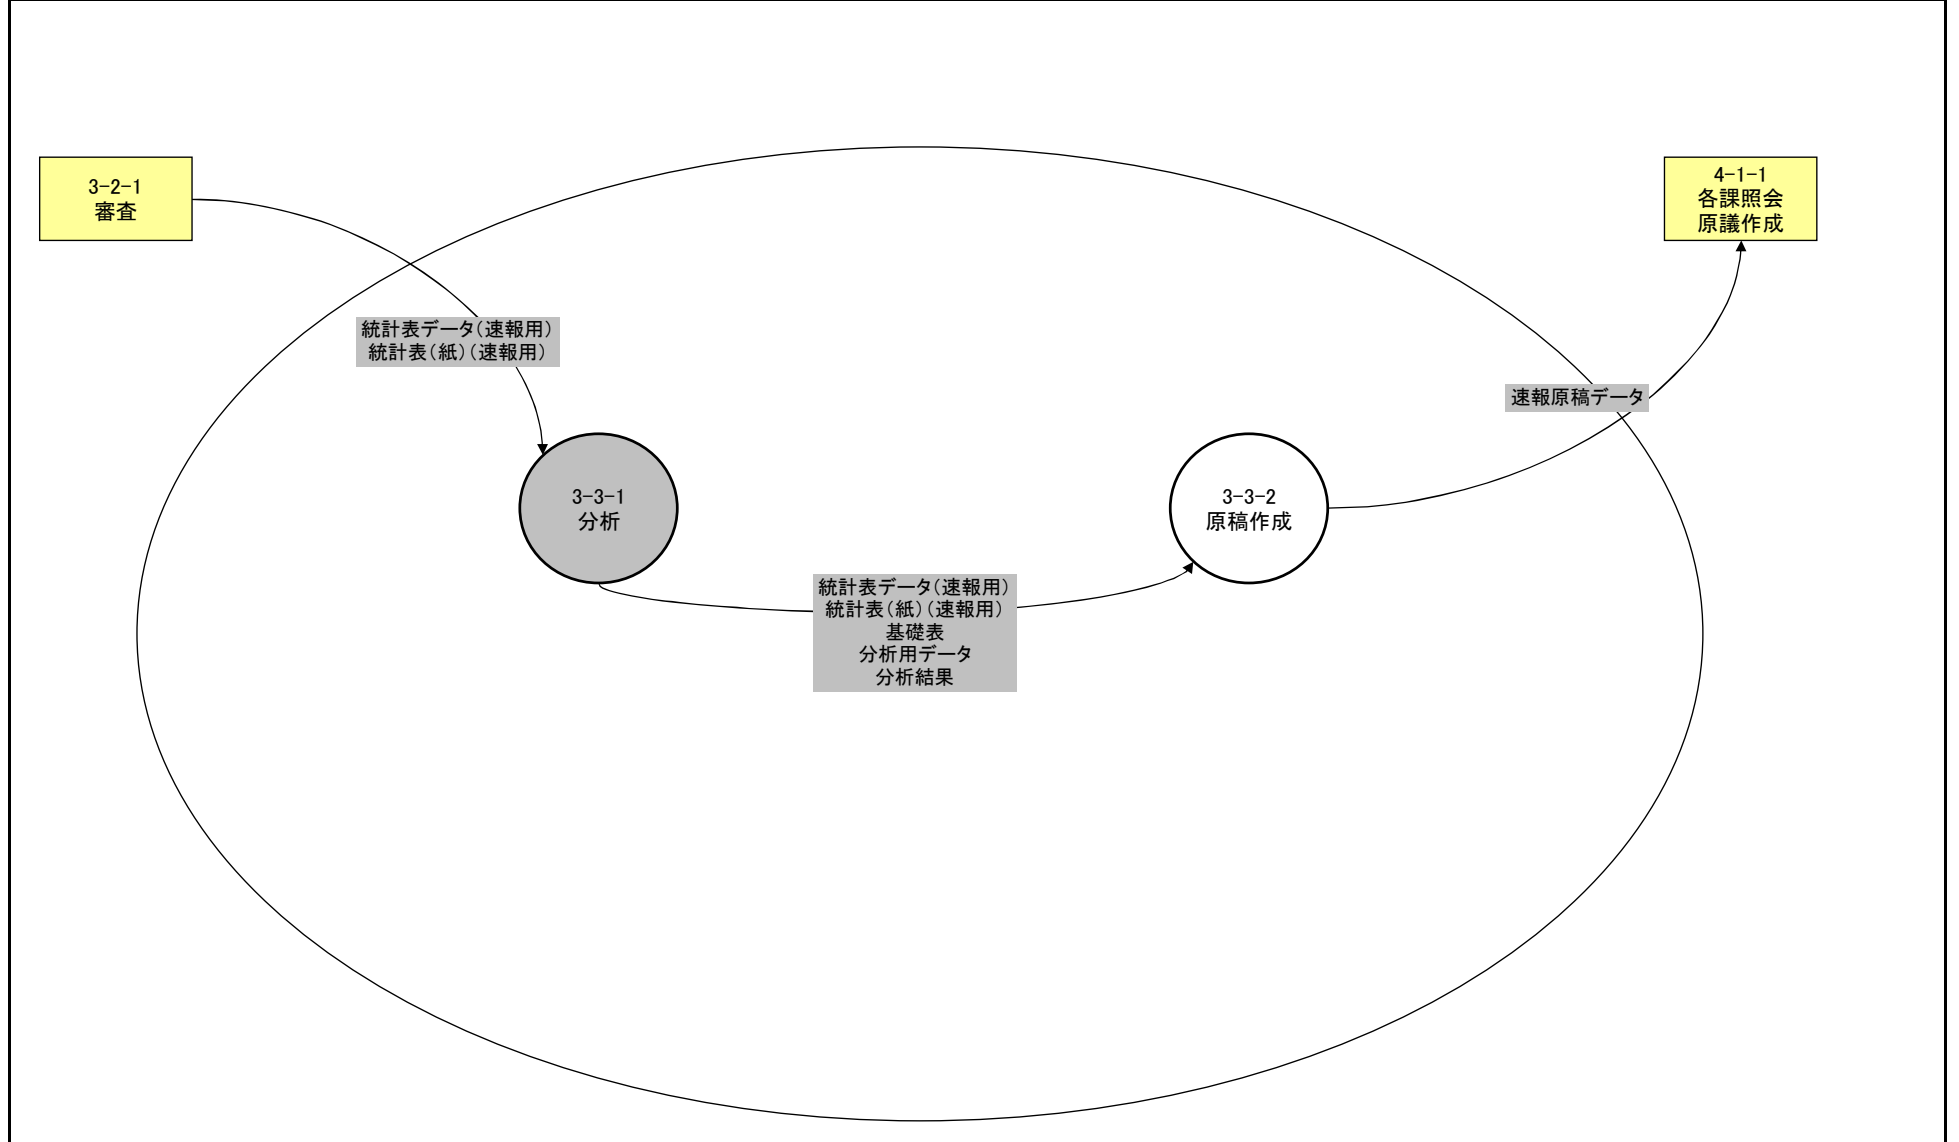 3-2-1
審査
4-1-1
各課照会
原議作成
統計表データ(速報用)
統計表(紙)(速報用)
速報原稿データ
3-3-1
分析
3-3-2
原稿作成
統計表データ(速報用)
統計表(紙)(速報用)
基礎表
分析用データ
分析結果